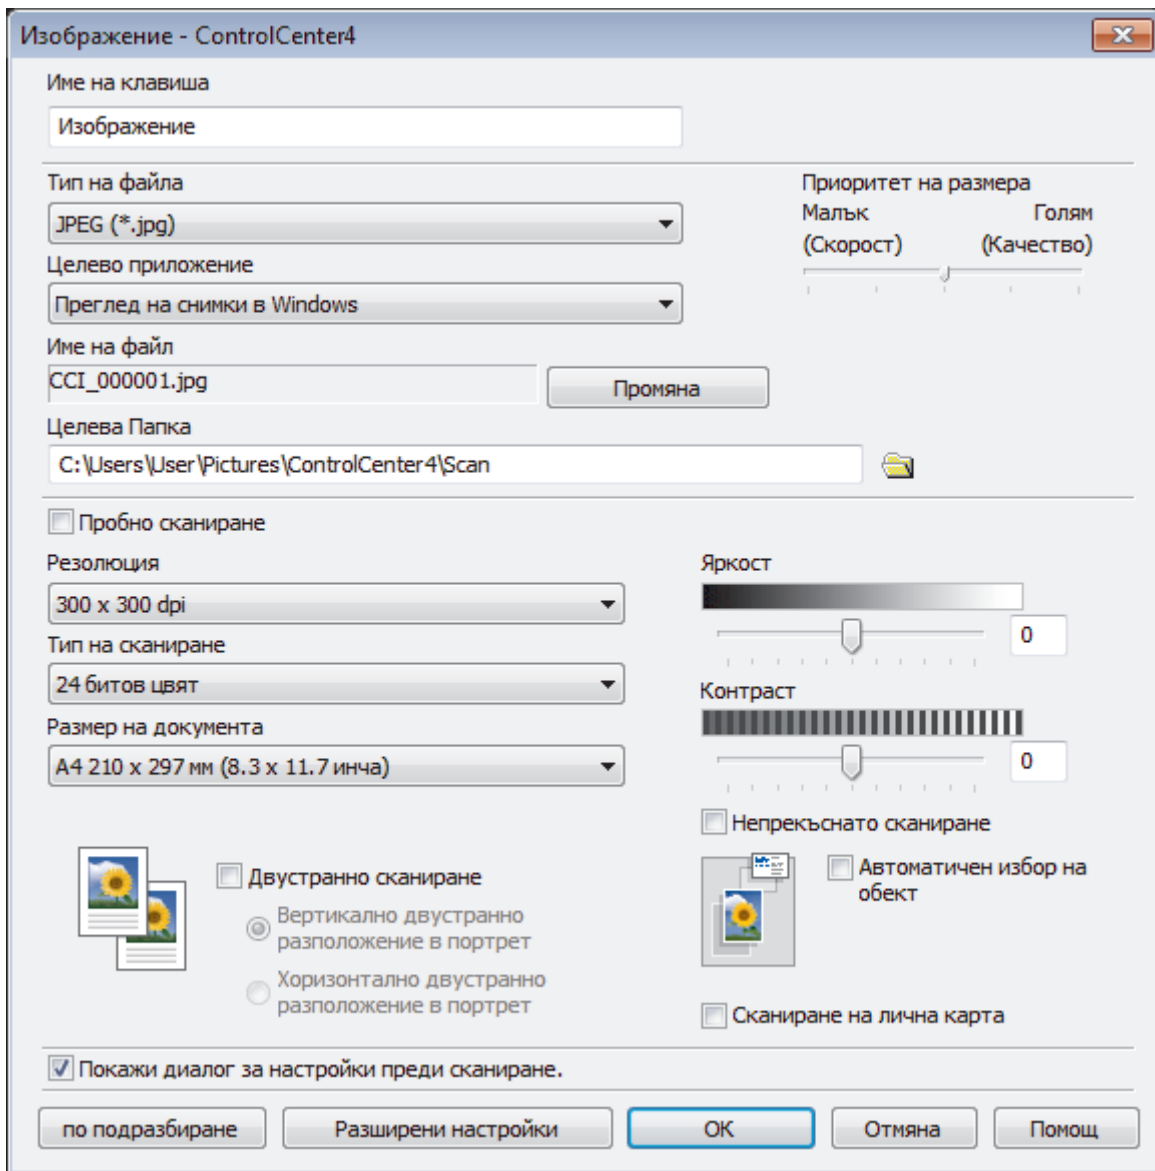 Изображение - ControlCenter4
Име на клавиша
Изображение
Тип на файла
JPEG (*.jpg)
Целево приложение
Преглед на снимки в Windows
Приоритет на размера
Малък Голям
(Скорост) (Качество)
Име на файл
CCI_000001.jpg
Промяна
Целева Папка
C:\Users\User\Pictures\ControlCenter4\Scan
Пробно сканиране
Резолюция
300 x 300 dpi
Тип на сканиране
24 битов цвят
Размер на документа
A4 210 x 297 мм (8.3 x 11.7 инча)
Яркост
0
Контраст
0
Непрекъснато сканиране
Автоматичен избор на
обект
Двустранно сканиране
Вертикално двустранно
разположение в портрет
Хоризонтално двустранно
разположение в портрет
Сканиране на лична карта
Покажи диалог за настройки преди сканиране.
по подразбиране
Разширени настройки
OK
Отмяна
Помощ